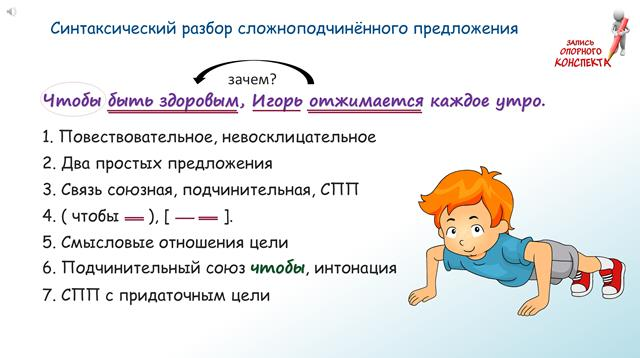 Синтаксический разбор сложноподчинённого предложения
ЗАПИСЬ
ОПОРНОГО
КОНСПЕКТА
зачем?
Чтобы быть здоровым, Игорь отжимается каждое утро.
1. Повествовательное, невосклицательное
2. Два простых предложения
3. Связь союзная, подчинительная, СПП
4. ( чтобы ══ ), [ — ══ ].
5. Смысловые отношения цели
6. Подчинительный союз чтобы, интонация
7. СПП с придаточным цели